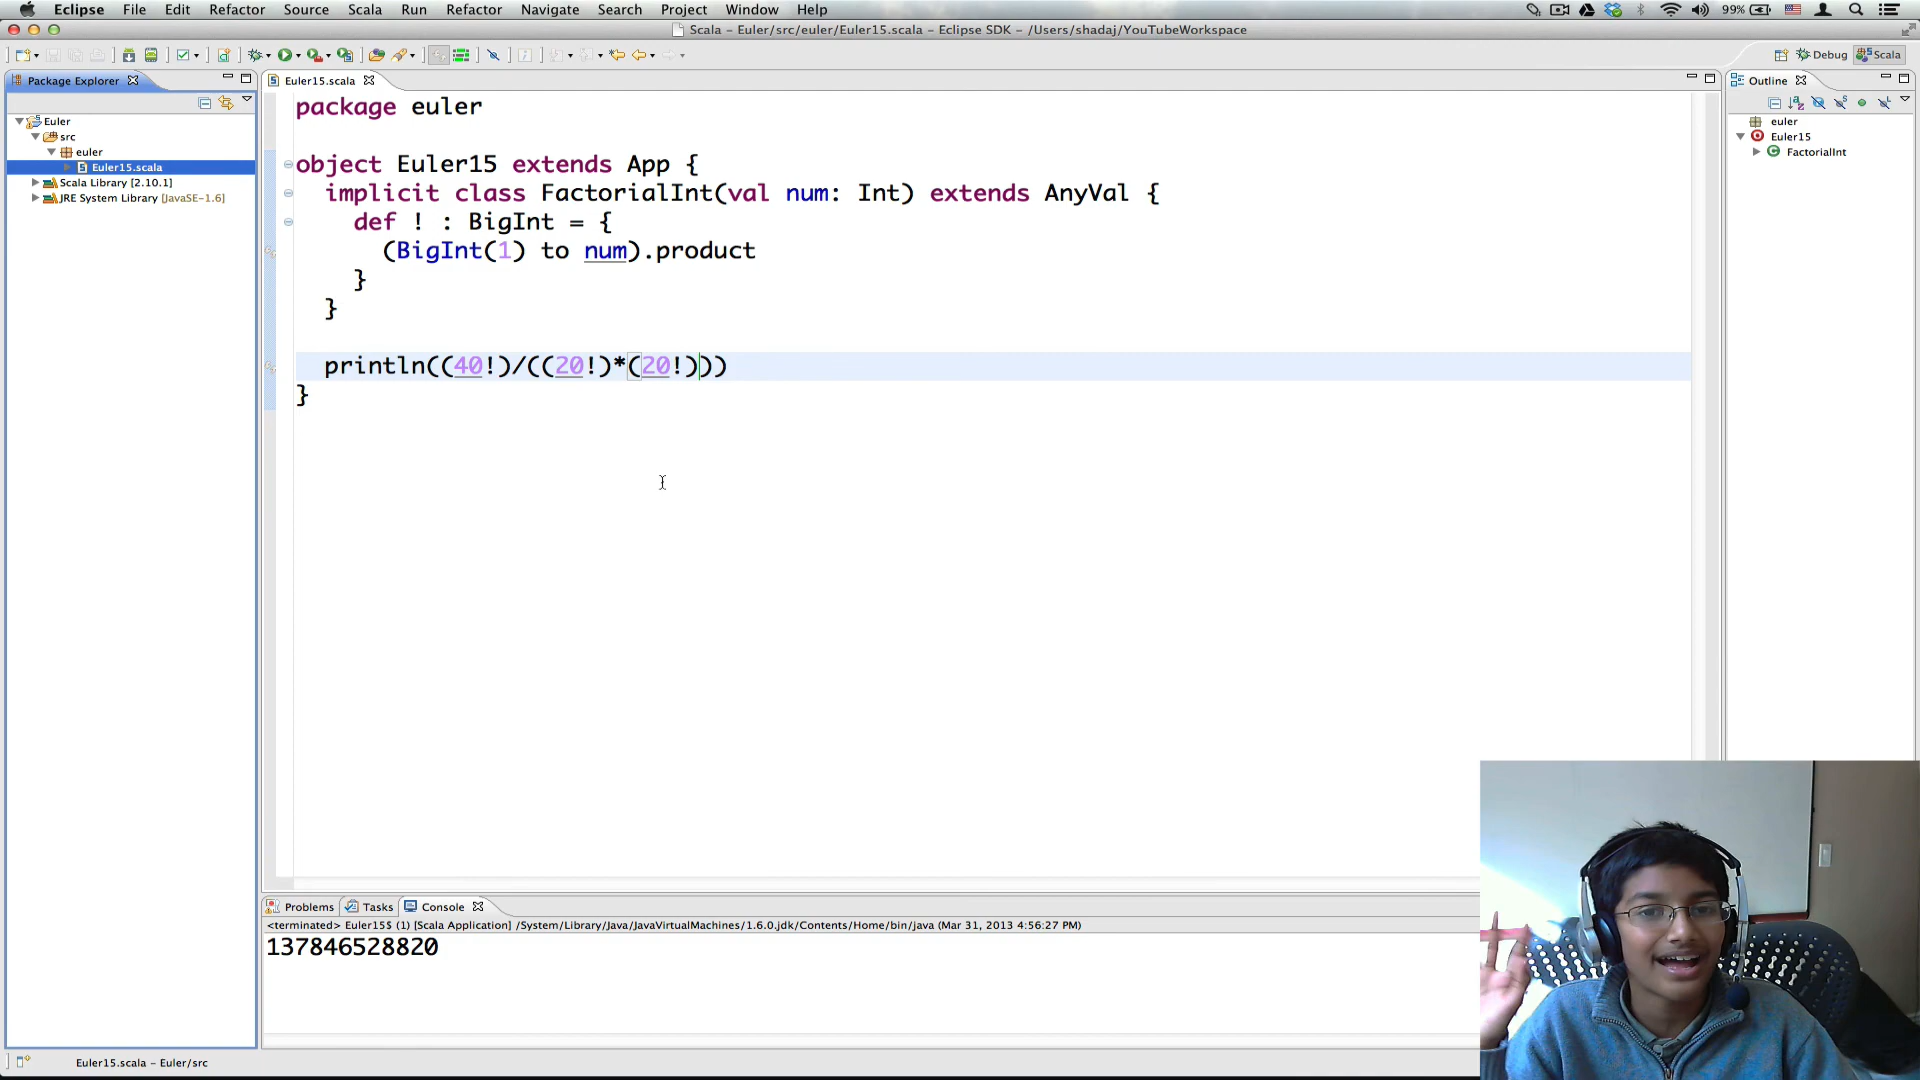 Eclipse File Edit Refactor Source Scala Run Refactor Navigate Search Project Window Help 99%
Scala - Euler/src/euler/Euler15.scala - Eclipse SDK - /Users/shadaj/YouTubeWorkspace
Debug Scala
Package Explorer
Euler
src
euler
Euler15.scala
Scala Library [2.10.1]
JRE System Library [JavaSE-1.6]
Euler15.scala
package euler
object Euler15 extends App {
implicit class FactorialInt(val num: Int) extends AnyVal {
def ! : BigInt = {
(BigInt(1) to num).product
}
}
println((40!)/((20!)*(20!)))
}
Outline
euler
Euler15
FactorialInt
Problems Tasks Console
<terminated> Euler15$ (1) [Scala Application] /System/Library/Java/JavaVirtualMachines/1.6.0.jdk/Contents/Home/bin/java (Mar 31, 2013 4:56:27 PM)
137846528820
Euler15.scala - Euler/src